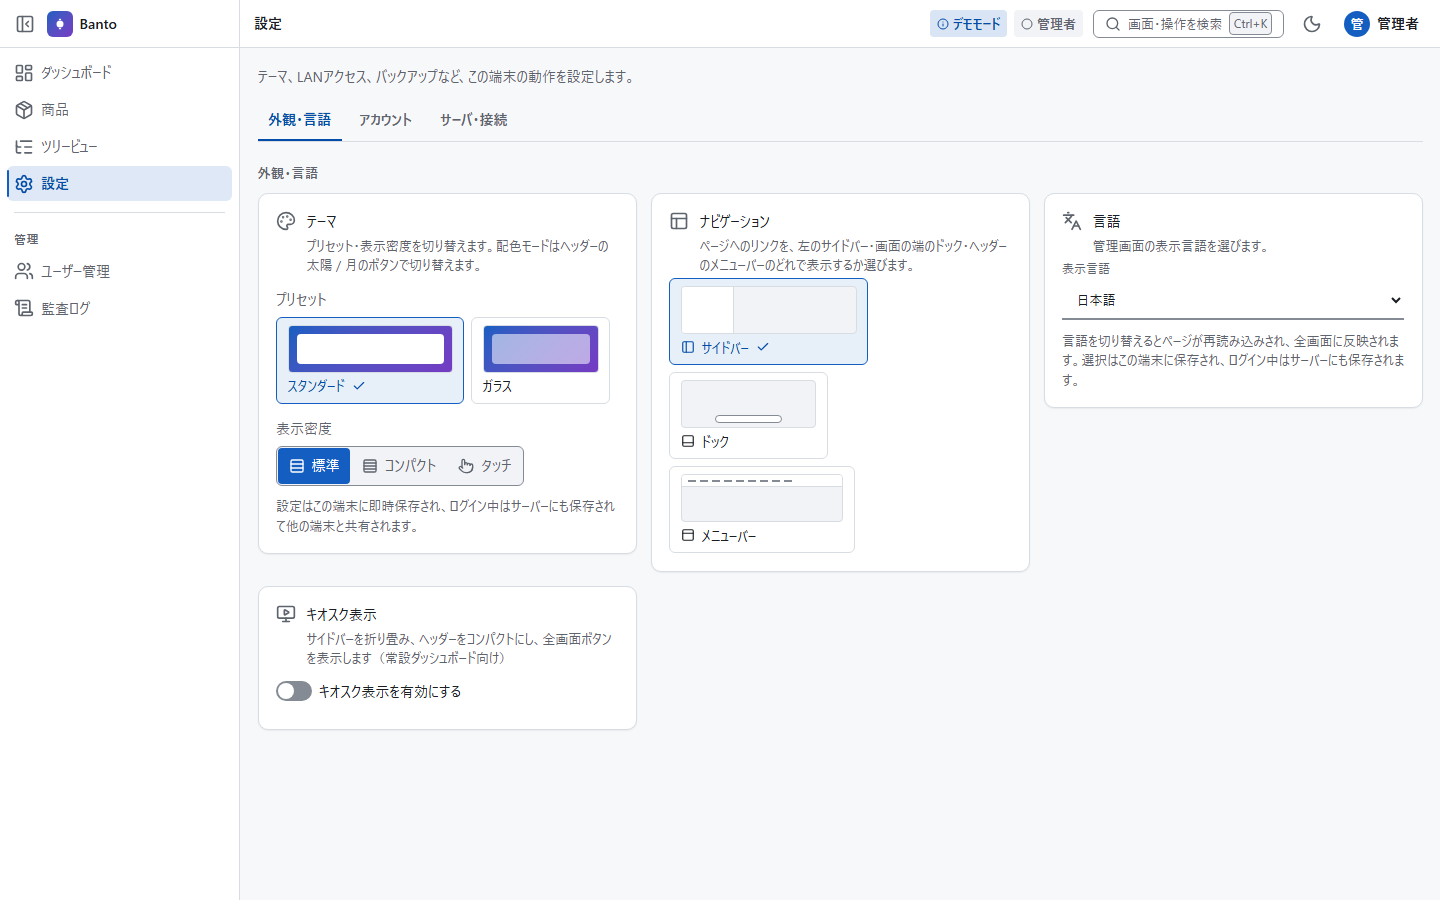 Banto
設定
デモモード
管理者
画面・操作を検索
Ctrl+K
管
管理者
ダッシュボード
商品
ツリービュー
設定
管理
ユーザー管理
監査ログ
テーマ、LANアクセス、バックアップなど、この端末の動作を設定します。
外観・言語
アカウント
サーバ・接続
外観・言語
テーマ
プリセット・表示密度を切り替えます。配色モードはヘッダーの
太陽 / 月のボタンで切り替えます。
プリセット
スタンダード
ガラス
表示密度
標準
コンパクト
タッチ
設定はこの端末に即時保存され、ログイン中はサーバーにも保存され
て他の端末と共有されます。
ナビゲーション
ページへのリンクを、左のサイドバー・画面の端のドック・ヘッダー
のメニューバーのどれで表示するか選びます。
サイドバー
ドック
メニューバー
言語
管理画面の表示言語を選びます。
表示言語
日本語
言語を切り替えるとページが再読み込みされ、全画面に反映されま
す。選択はこの端末に保存され、ログイン中はサーバーにも保存されま
す。
キオスク表示
サイドバーを折り畳み、ヘッダーをコンパクトにし、全画面ボタン
を表示します（常設ダッシュボード向け）
キオスク表示を有効にする